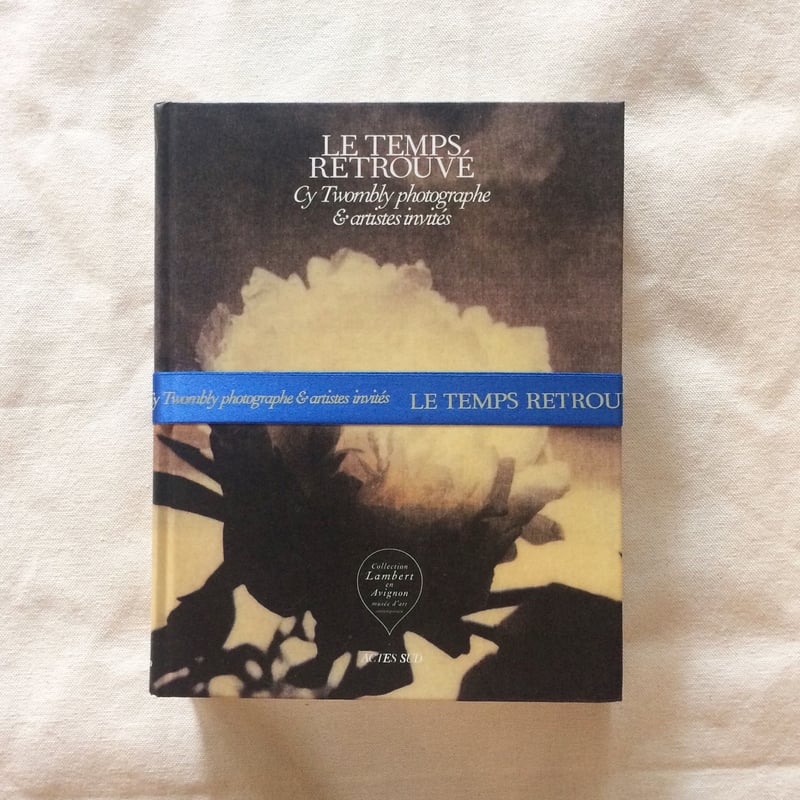 LE TEMPS
RETROUVÉ
Cy Twombly photographe
& artistes invités
y Twombly photographe & artistes invités LE TEMPS RETROU
Collection
Lambert
en
Avignon
musée d'art
contemporain
ACTES SUD